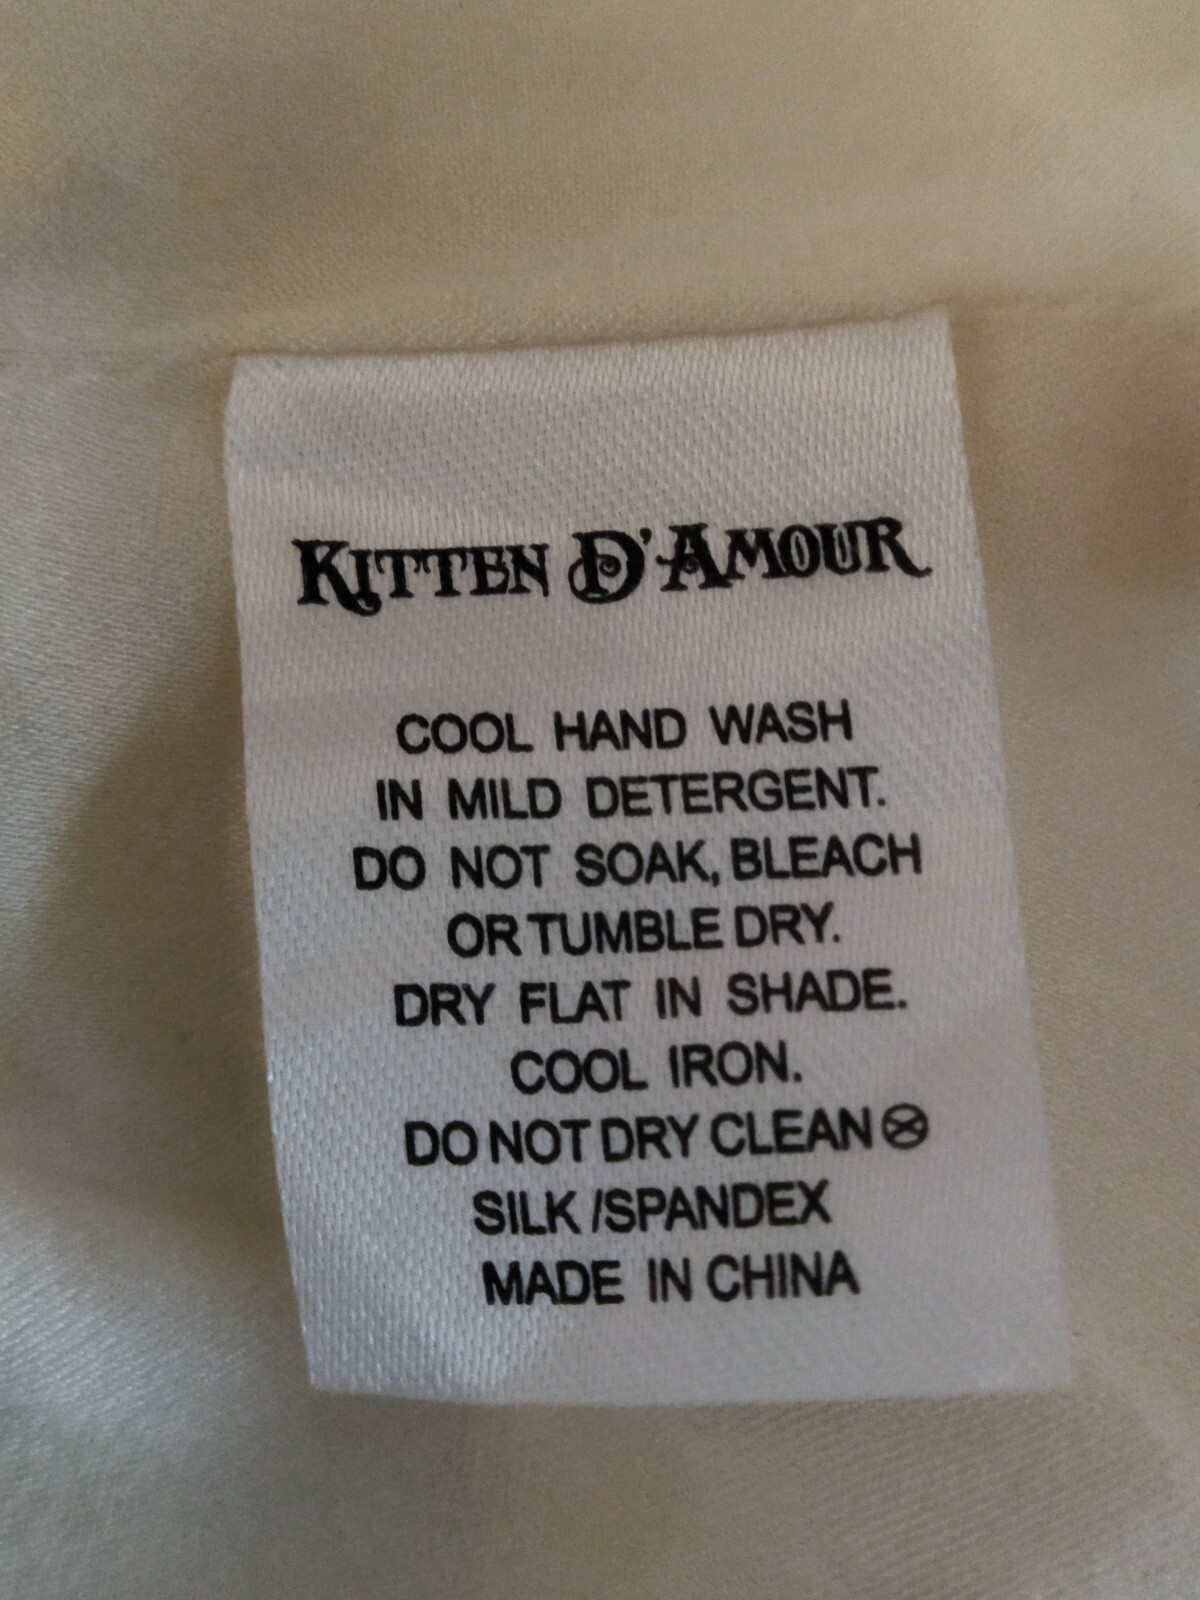 KITTEN D'AMOUR
COOL HAND WASH
IN MILD DETERGENT.
DO NOT SOAK, BLEACH
OR TUMBLE DRY.
DRY FLAT IN SHADE.
COOL IRON.
DO NOT DRY CLEAN
SILK /SPANDEX
MADE IN CHINA